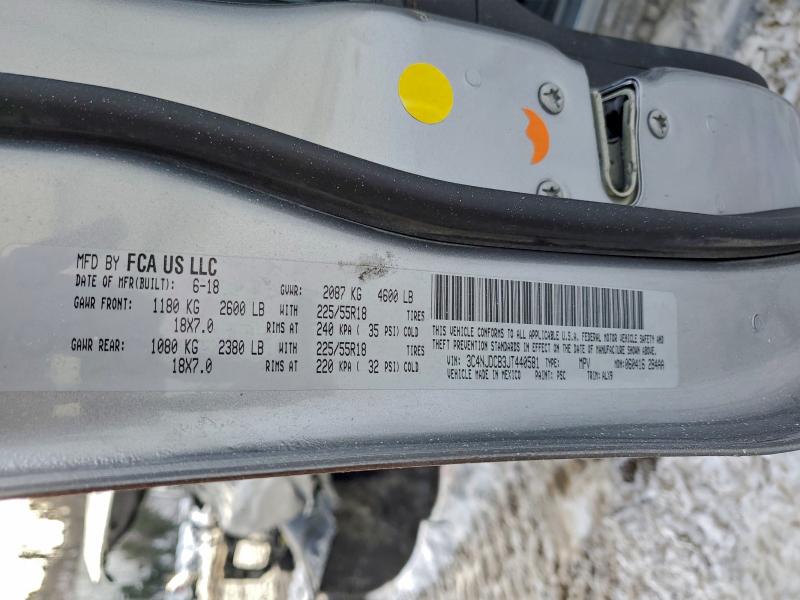 MFD BY FCA US LLC
DATE OF MFR(BUILT): 6-18 GVWR: 2087 KG 4600 LB
GAWR FRONT: 1180 KG 2600 LB WITH 225/55R18 TIRES
18X7.0 RIMS AT 240 KPA ( 35 PSI) COLD
GAWR REAR: 1080 KG 2380 LB WITH 225/55R18 TIRES
18X7.0 RIMS AT 220 KPA ( 32 PSI) COLD
THIS VEHICLE CONFORMS TO ALL APPLICABLE U.S.A. FEDERAL MOTOR VEHICLE SAFETY AND
THEFT PREVENTION STANDARDS IN EFFECT ON THE DATE OF MANUFACTURE SHOWN ABOVE.
VIN: 3C4NJDCB3JT440581 TYPE: MPV MDH: 060416 284AA
VEHICLE MADE IN MEXICO PAINT: PSC TRIM: ALX9